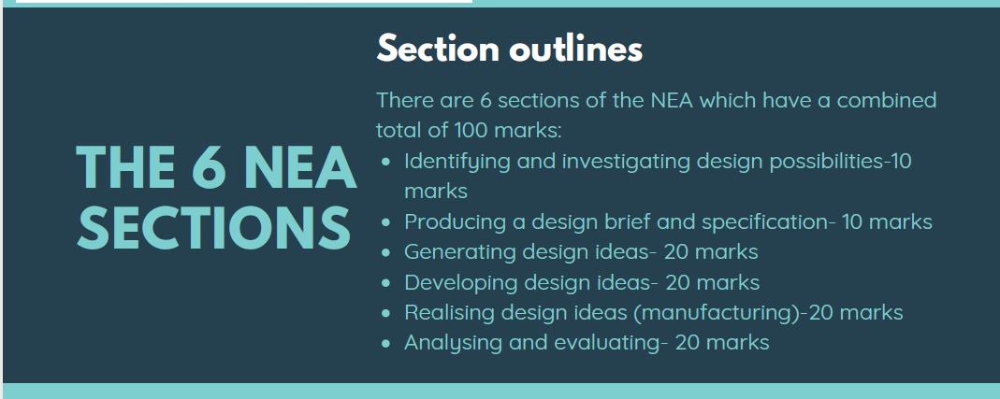 THE 6 NEA
SECTIONS
Section outlines
There are 6 sections of the NEA which have a combined
total of 100 marks:
• Identifying and investigating design possibilities-10
marks
• Producing a design brief and specification- 10 marks
• Generating design ideas- 20 marks
• Developing design ideas- 20 marks
• Realising design ideas (manufacturing)-20 marks
• Analysing and evaluating- 20 marks